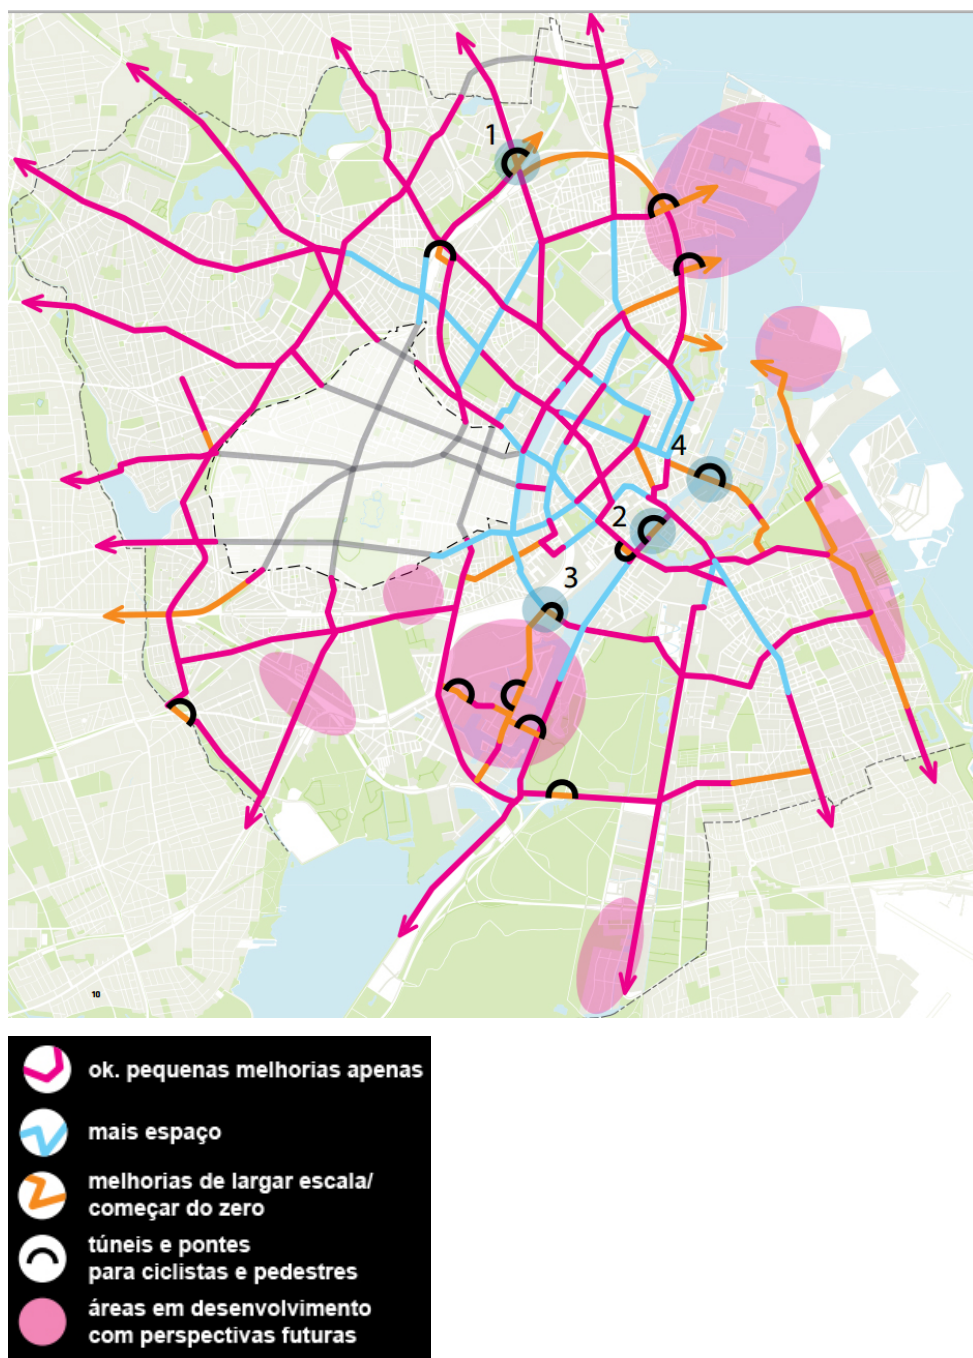 1
4
2
3
10
ok. pequenas melhorias apenas
mais espaço
melhorias de largar escala/
começar do zero
túneis e pontes
para ciclistas e pedestres
áreas em desenvolvimento
com perspectivas futuras